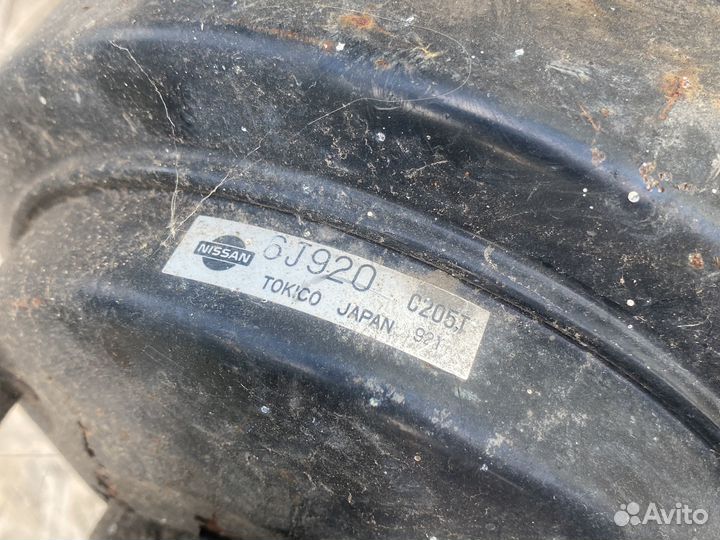 NISSAN 6J920 C205T
TOKICO JAPAN 921
Avito